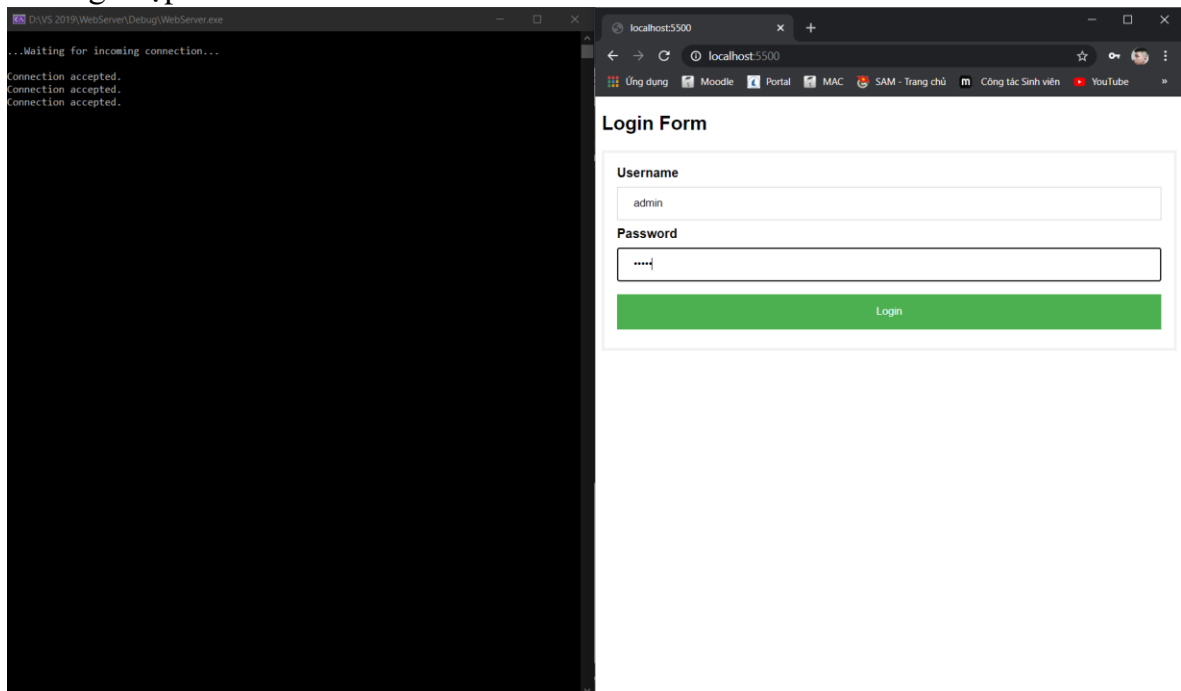 D:\VS 2019\WebServer\Debug\WebServer.exe
...Waiting for incoming connection...
Connection accepted.
Connection accepted.
Connection accepted.
localhost:5500
localhost:5500
Ứng dụng Moodle Portal MAC SAM - Trang chủ m Công tác Sinh viên YouTube »
Login Form
Username
admin
Password
•••••
Login